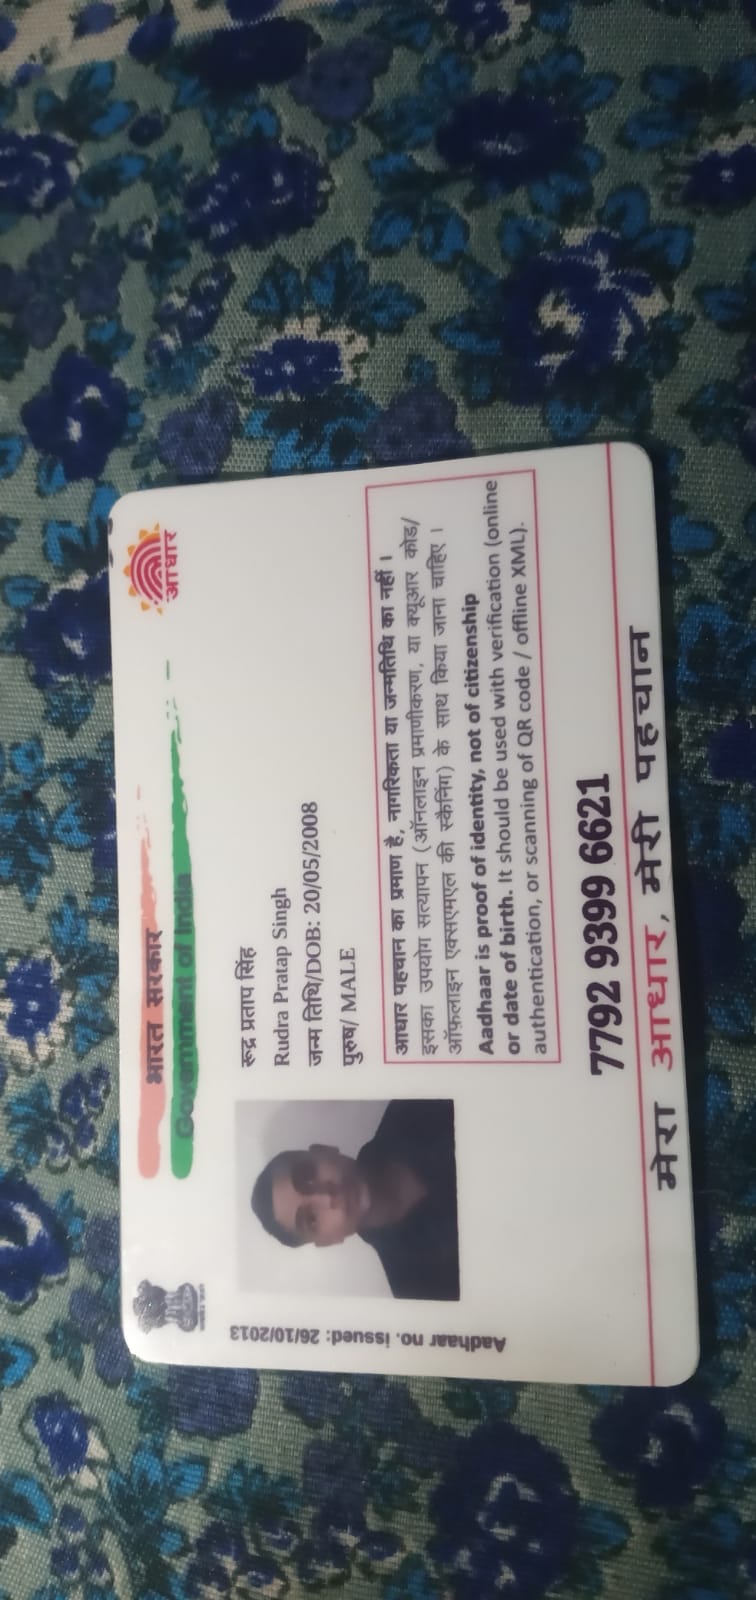 भारत सरकार
Government of India
आधार
रूद्र प्रताप सिंह
Rudra Pratap Singh
जन्म तिथि/DOB: 20/05/2008
पुरुष/ MALE
Aadhaar no. issued: 26/10/2013
आधार पहचान का प्रमाण है, नागरिकता या जन्मतिथि का नहीं ।
इसका उपयोग सत्यापन (ऑनलाइन प्रमाणीकरण, या क्यूआर कोड/
ऑफ़लाइन एक्सएमएल की स्कैनिंग) के साथ किया जाना चाहिए ।
Aadhaar is proof of identity, not of citizenship
or date of birth. It should be used with verification (online
authentication, or scanning of QR code / offline XML).
7792 9399 6621
मेरा आधार, मेरी पहचान